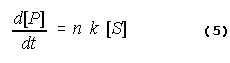 d[P]/dt = n k [S] (5)